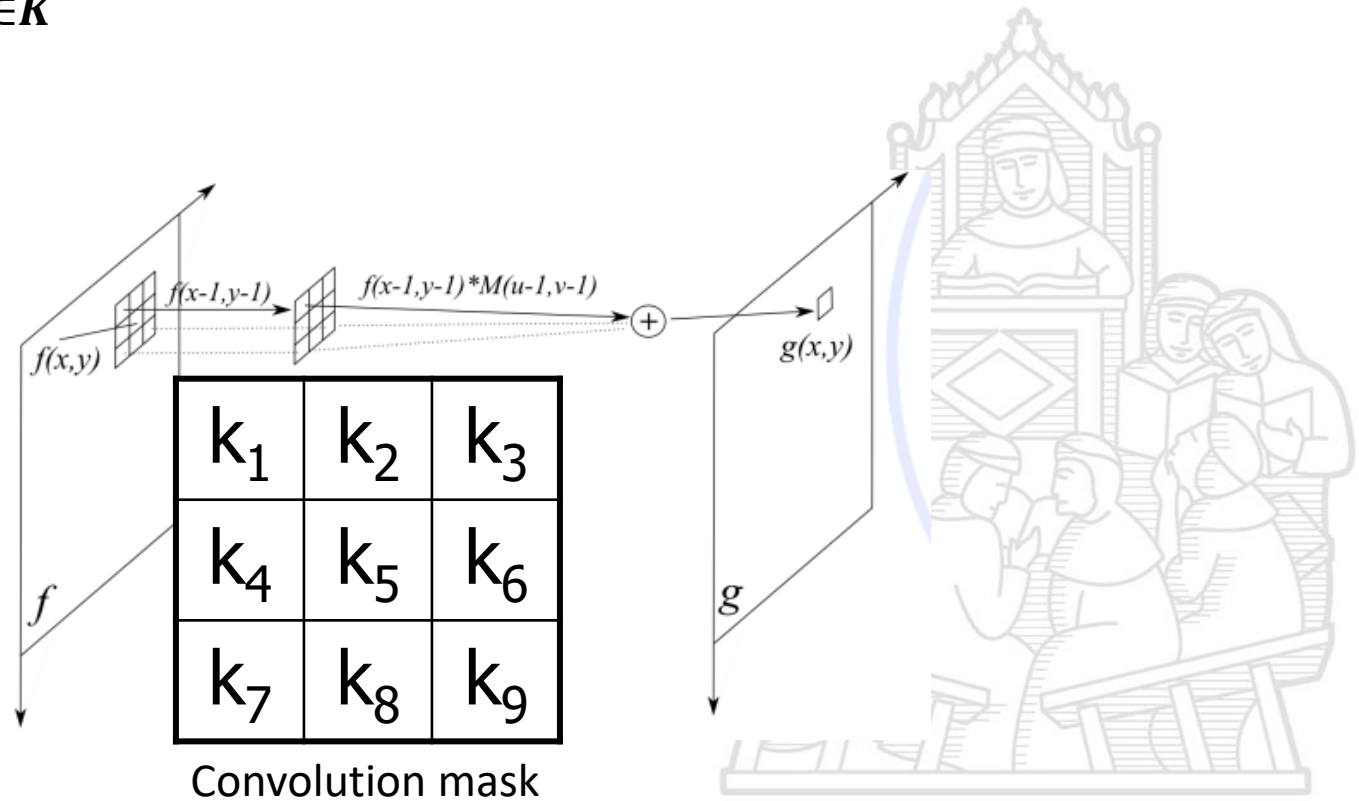 ∈K
f(x-1,y-1)
f(x-1,y-1)*M(u-1,v-1)
+
f(x,y)
g(x,y)
k₁ k₂ k₃
k₄ k₅ k₆
k₇ k₈ k₉
f
g
Convolution mask